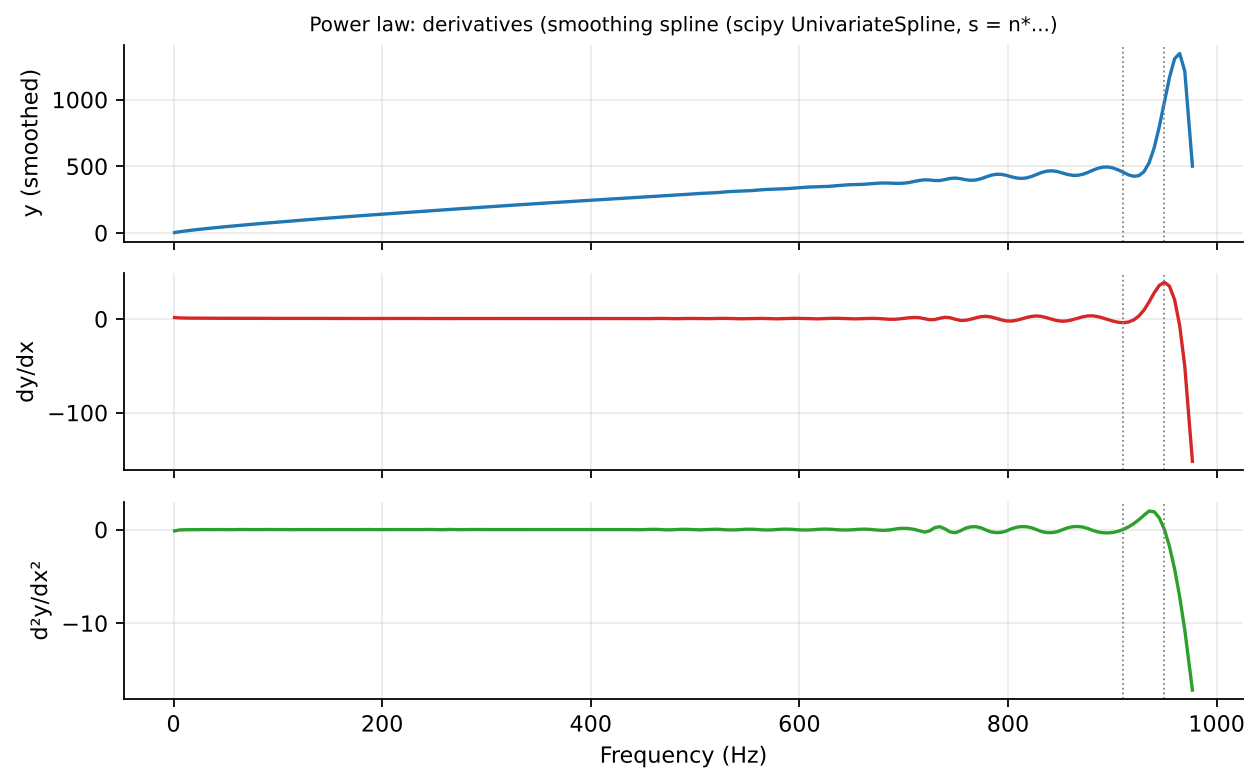 Power law: derivatives (smoothing spline (scipy UnivariateSpline, s = n*...)
y (smoothed)
1000
500
0
dy/dx
0
−100
d²y/dx²
0
−10
0 200 400 600 800 1000
Frequency (Hz)